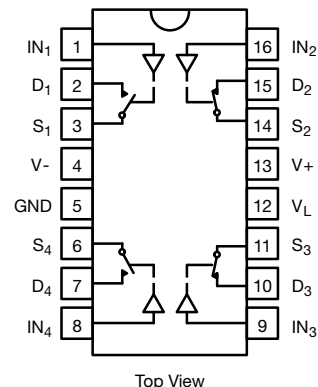 IN1 1 16 IN2
D1 2 15 D2
S1 3 14 S2
V- 4 13 V+
GND 5 12 VL
S4 6 11 S3
D4 7 10 D3
IN4 8 9 IN3
Top View